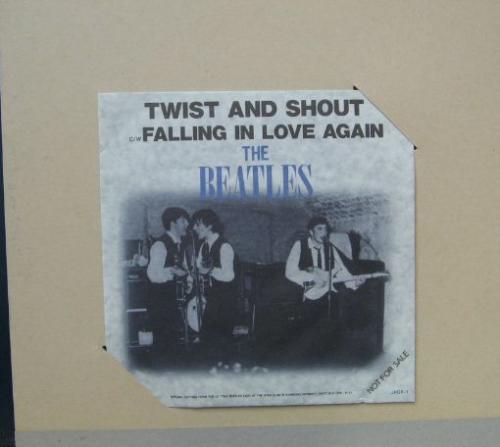 TWIST AND SHOUT
C/W FALLING IN LOVE AGAIN
THE
BEATLES
NOT FOR SALE